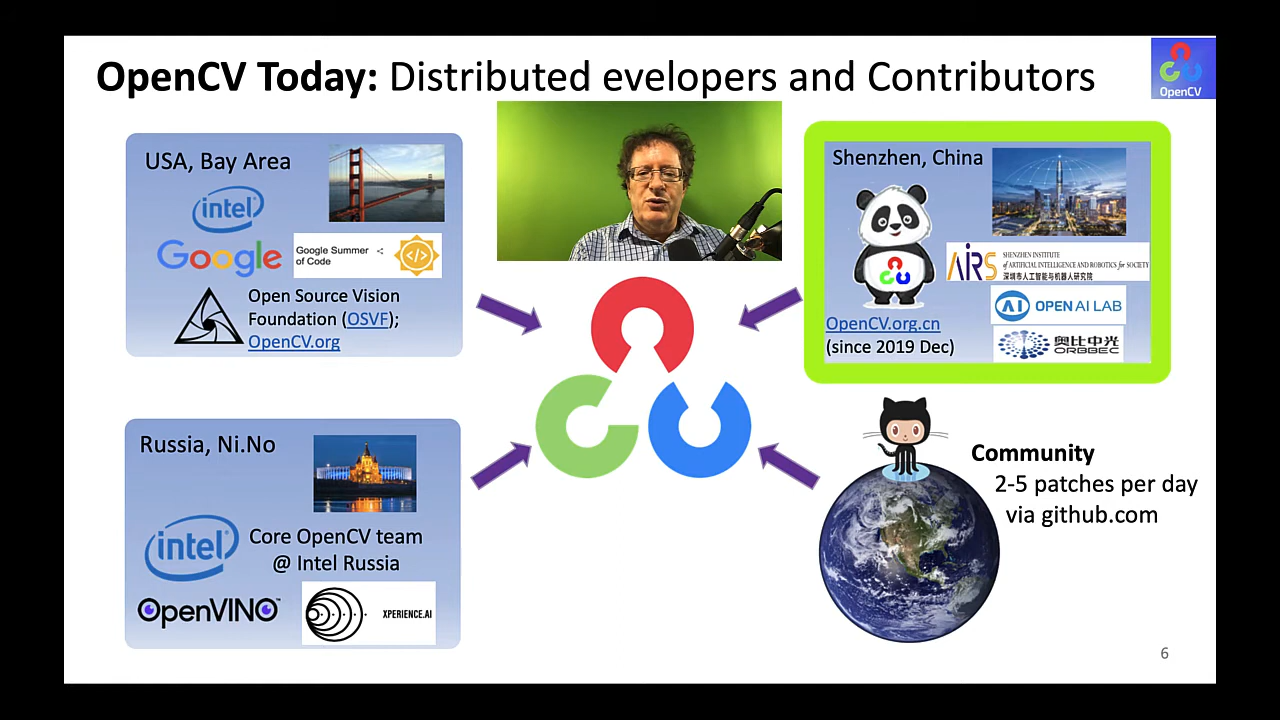 OpenCV Today: Distributed evelopers and Contributors
OpenCV
USA, Bay Area
intel
Google
Google Summer
of Code
Open Source Vision
Foundation (OSVF);
OpenCV.org
Shenzhen, China
AIRS
SHENZHEN INSTITUTE
of ARTIFICIAL INTELLIGENCE AND ROBOTICS for SOCIETY
深圳市人工智能与机器人研究院
OpenCV.org.cn
(since 2019 Dec)
OPEN AI LAB
奥比中光
ORBBEC
Russia, Ni.No
intel
Core OpenCV team
@ Intel Russia
OpenVINO™
XPERIENCE.AI
Community
2-5 patches per day
via github.com
6